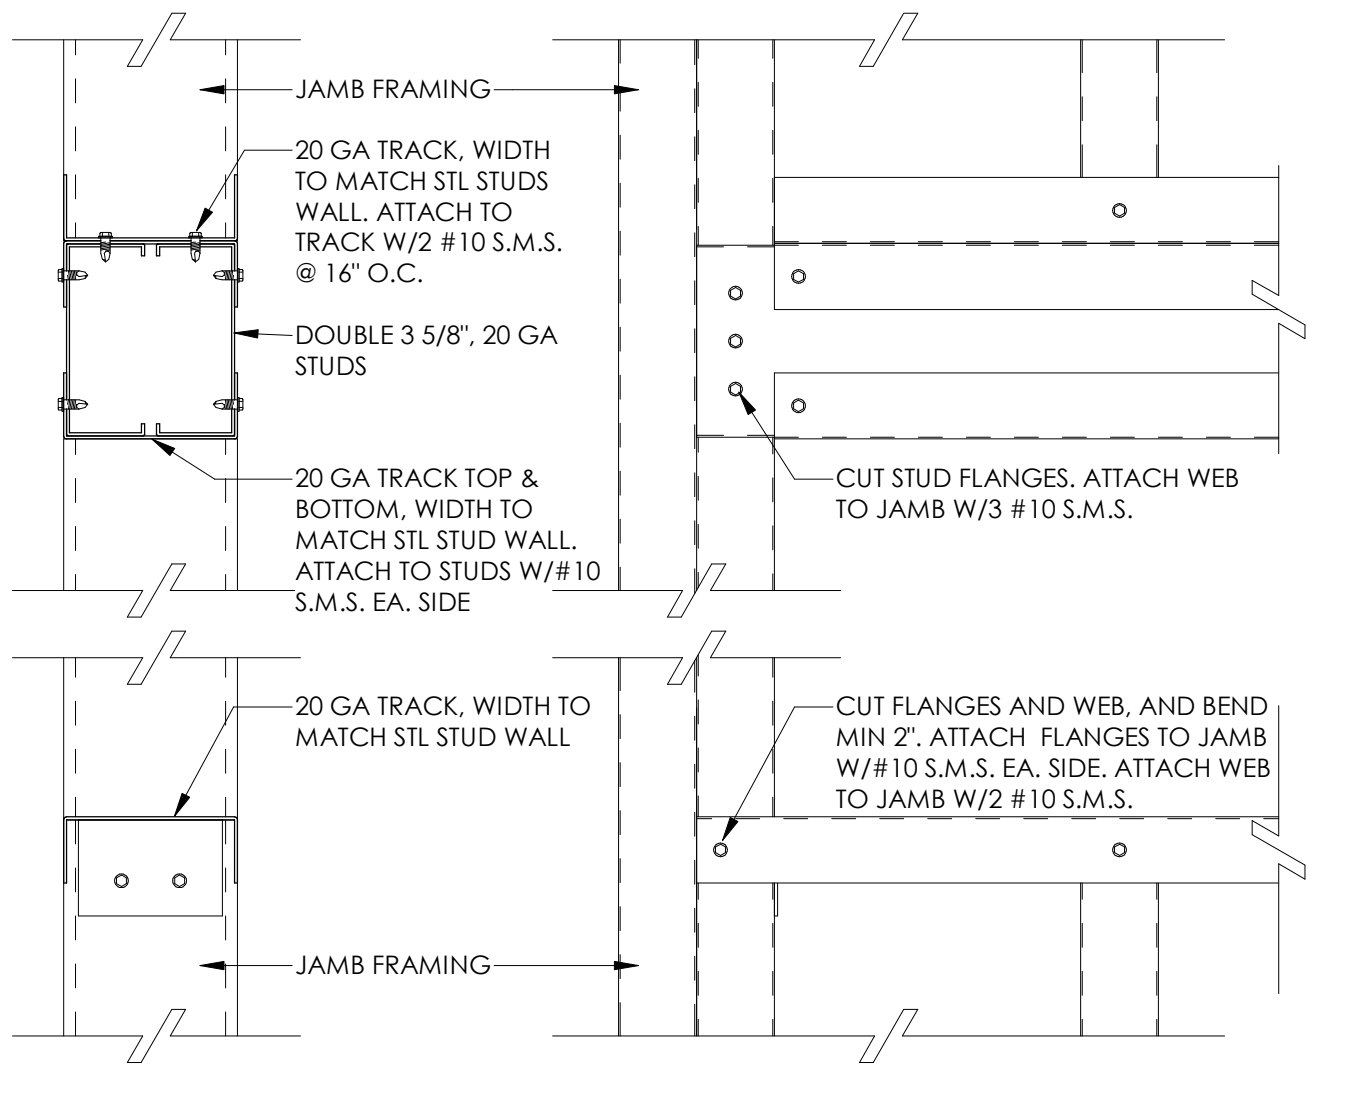 JAMB FRAMING
20 GA TRACK, WIDTH
TO MATCH STL STUDS
WALL. ATTACH TO
TRACK W/2 #10 S.M.S.
@ 16" O.C.
DOUBLE 3 5/8", 20 GA
STUDS
20 GA TRACK TOP &
BOTTOM, WIDTH TO
MATCH STL STUD WALL.
ATTACH TO STUDS W/#10
S.M.S. EA. SIDE
CUT STUD FLANGES. ATTACH WEB
TO JAMB W/3 #10 S.M.S.
20 GA TRACK, WIDTH TO
MATCH STL STUD WALL
CUT FLANGES AND WEB, AND BEND
MIN 2". ATTACH FLANGES TO JAMB
W/#10 S.M.S. EA. SIDE. ATTACH WEB
TO JAMB W/2 #10 S.M.S.
JAMB FRAMING